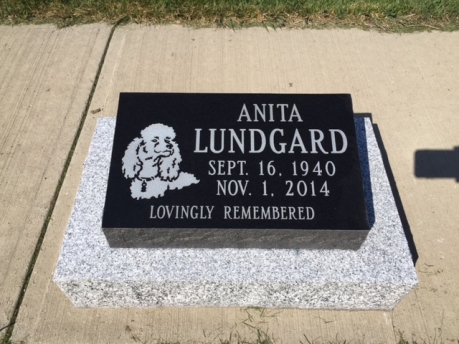 ANITA
LUNDGARD
SEPT. 16, 1940
NOV. 1, 2014
LOVINGLY REMEMBERED